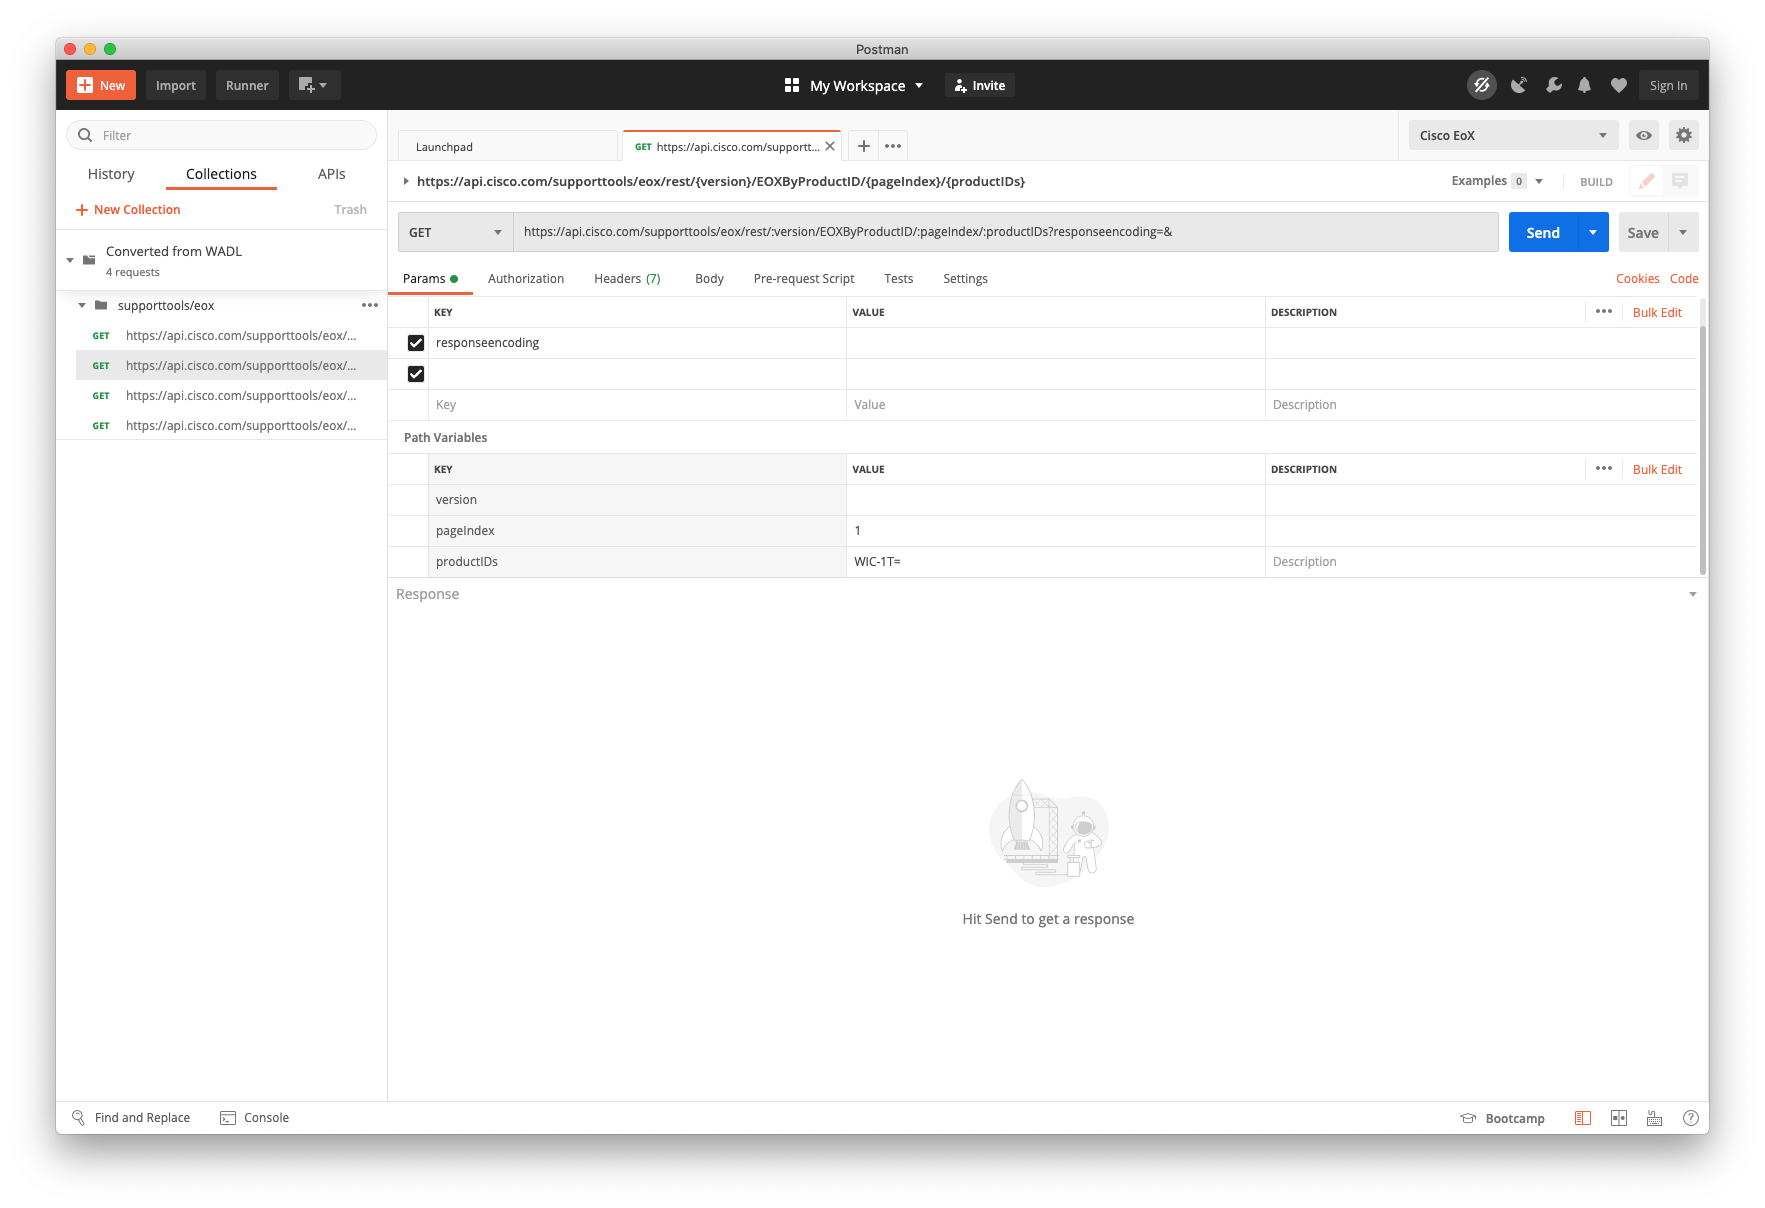 Postman
New
Import
Runner
My Workspace
Invite
Sign In
Filter
History
Collections
APIs
New Collection
Trash
Converted from WADL
4 requests
supporttools/eox
GET https://api.cisco.com/supporttools/eox/...
GET https://api.cisco.com/supporttools/eox/...
GET https://api.cisco.com/supporttools/eox/...
GET https://api.cisco.com/supporttools/eox/...
Launchpad
GET https://api.cisco.com/supportt...
Cisco EoX
https://api.cisco.com/supporttools/eox/rest/{version}/EOXByProductID/{pageIndex}/{productIDs}
Examples 0
BUILD
GET
https://api.cisco.com/supporttools/eox/rest/:version/EOXByProductID/:pageIndex/:productIDs?responseencoding=&
Send
Save
Params
Authorization
Headers (7)
Body
Pre-request Script
Tests
Settings
Cookies
Code
KEY VALUE DESCRIPTION Bulk Edit
responseencoding
Key Value Description
Path Variables
KEY VALUE DESCRIPTION Bulk Edit
version
pageIndex 1
productIDs WIC-1T= Description
Response
Hit Send to get a response
Find and Replace
Console
Bootcamp